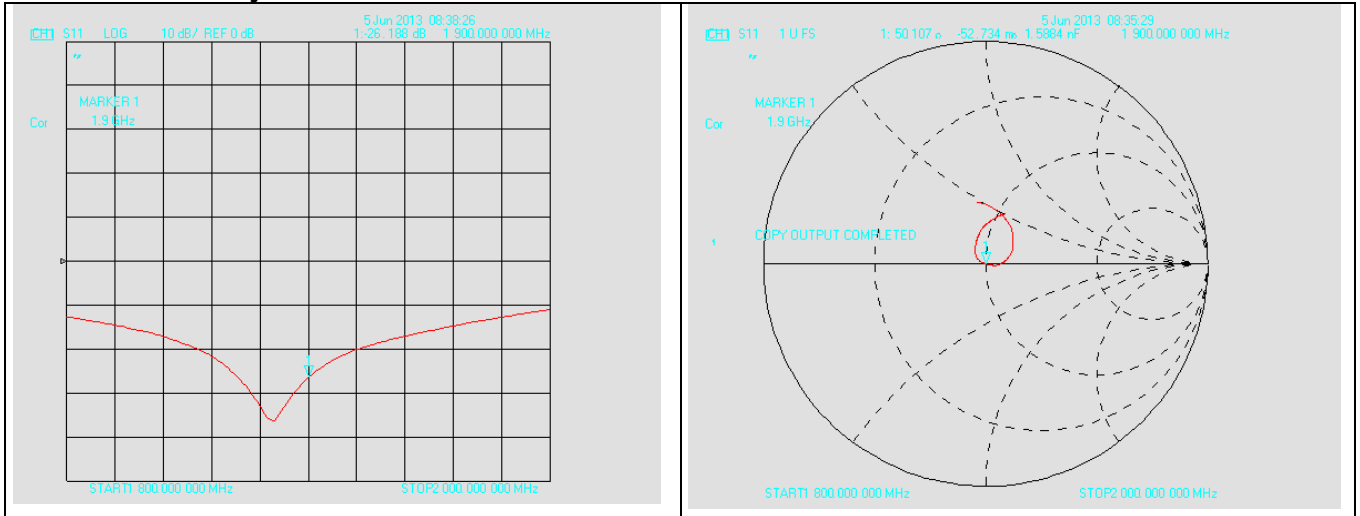 5 Jun 2013 08:38:26
CH1 S11 LOG 10 dB/ REF 0 dB 1:-26.188 dB 1 900.000 000 MHz
MARKER 1
1.9 GHz
Cor
1
START1 800.000 000 MHz STOP2 000.000 000 MHz
5 Jun 2013 08:35:29
CH1 S11 1 U FS 1: 50.107 Ω -52.734 mΩ 1.5884 nF 1 900.000 000 MHz
MARKER 1
1.9 GHz
Cor
1 COPY OUTPUT COMPLETED
1
START1 800.000 000 MHz STOP2 000.000 000 MHz